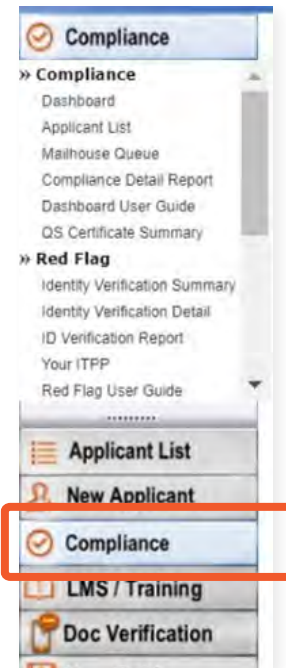 Compliance
» Compliance
Dashboard
Applicant List
Mailhouse Queue
Compliance Detail Report
Dashboard User Guide
QS Certificate Summary
» Red Flag
Identity Verification Summary
Identity Verification Detail
ID Verification Report
Your ITPP
Red Flag User Guide
Applicant List
New Applicant
Compliance
LMS / Training
Doc Verification